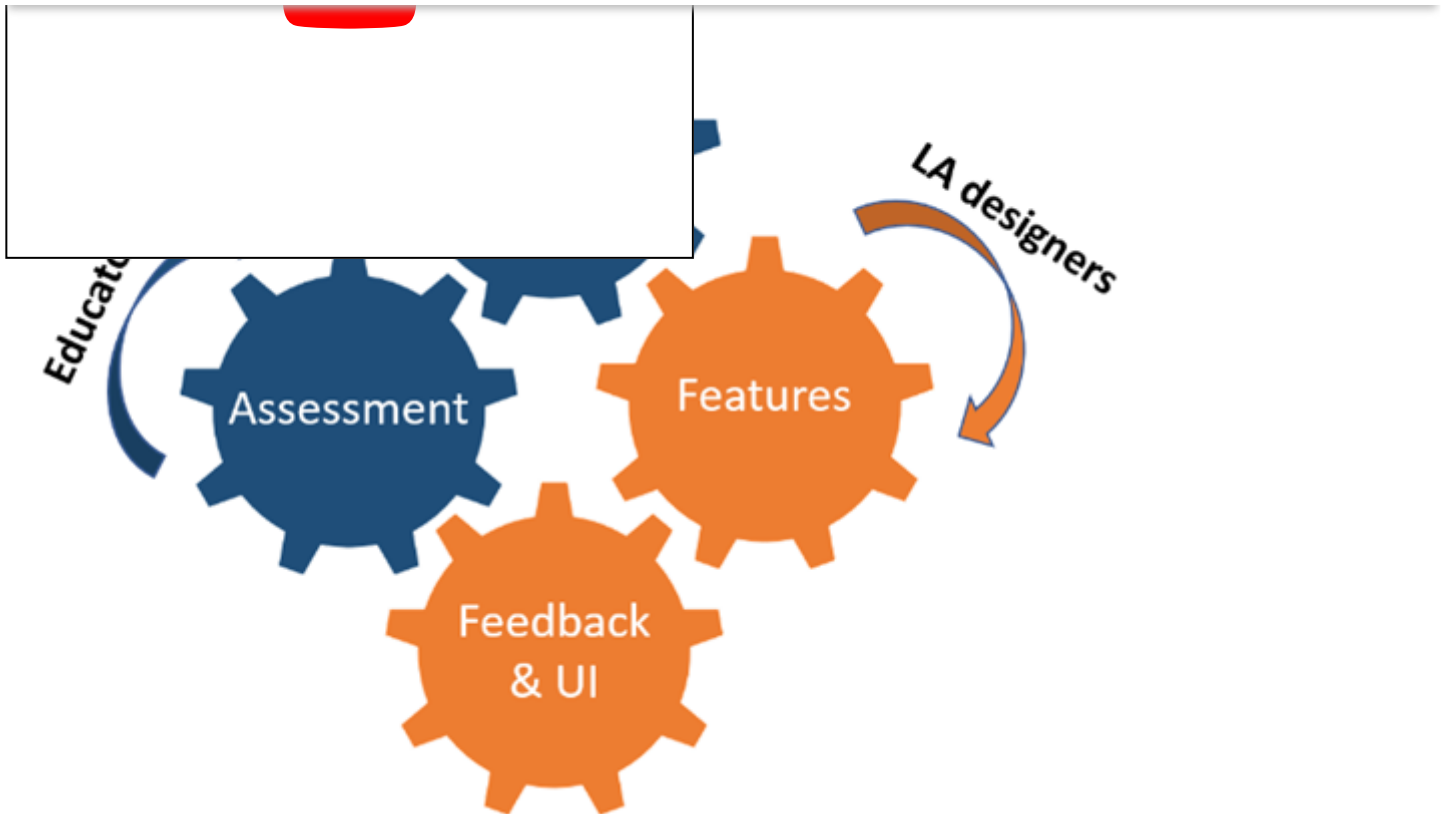 LA designers
Assessment
Features
Feedback
& UI